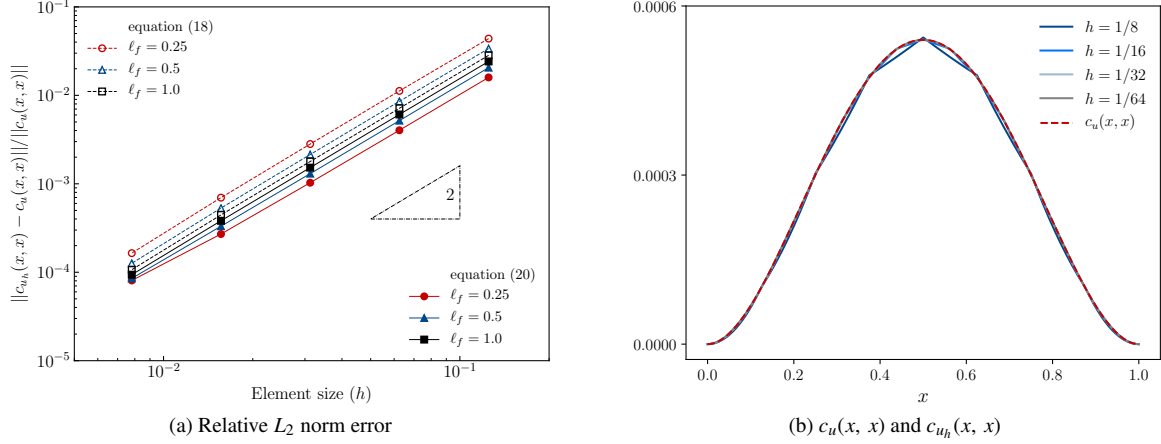 ||c_{u_h}(x, x) − c_u(x, x)||/||c_u(x, x)||
10^{-1}
10^{-2}
10^{-3}
10^{-4}
10^{-5}
equation (18)
ℓ_f = 0.25
ℓ_f = 0.5
ℓ_f = 1.0
2
equation (20)
ℓ_f = 0.25
ℓ_f = 0.5
ℓ_f = 1.0
10^{-2}
10^{-1}
Element size (h)
(a) Relative L_2 norm error
0.0006
0.0003
0.0000
h = 1/8
h = 1/16
h = 1/32
h = 1/64
c_u(x, x)
0.0
0.2
0.4
0.6
0.8
1.0
x
(b) c_u(x, x) and c_{u_h}(x, x)